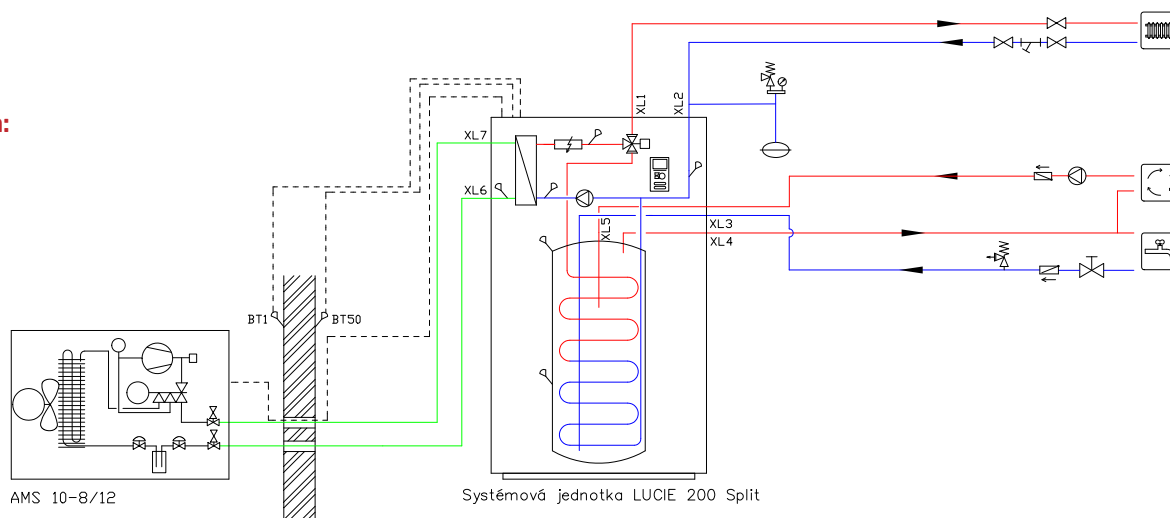 XL1
XL2
a:
XL7
XL6
XL5
XL3
XL4
BT1
BT50
AMS 10-8/12
Systémová jednotka LUCIE 200 Split